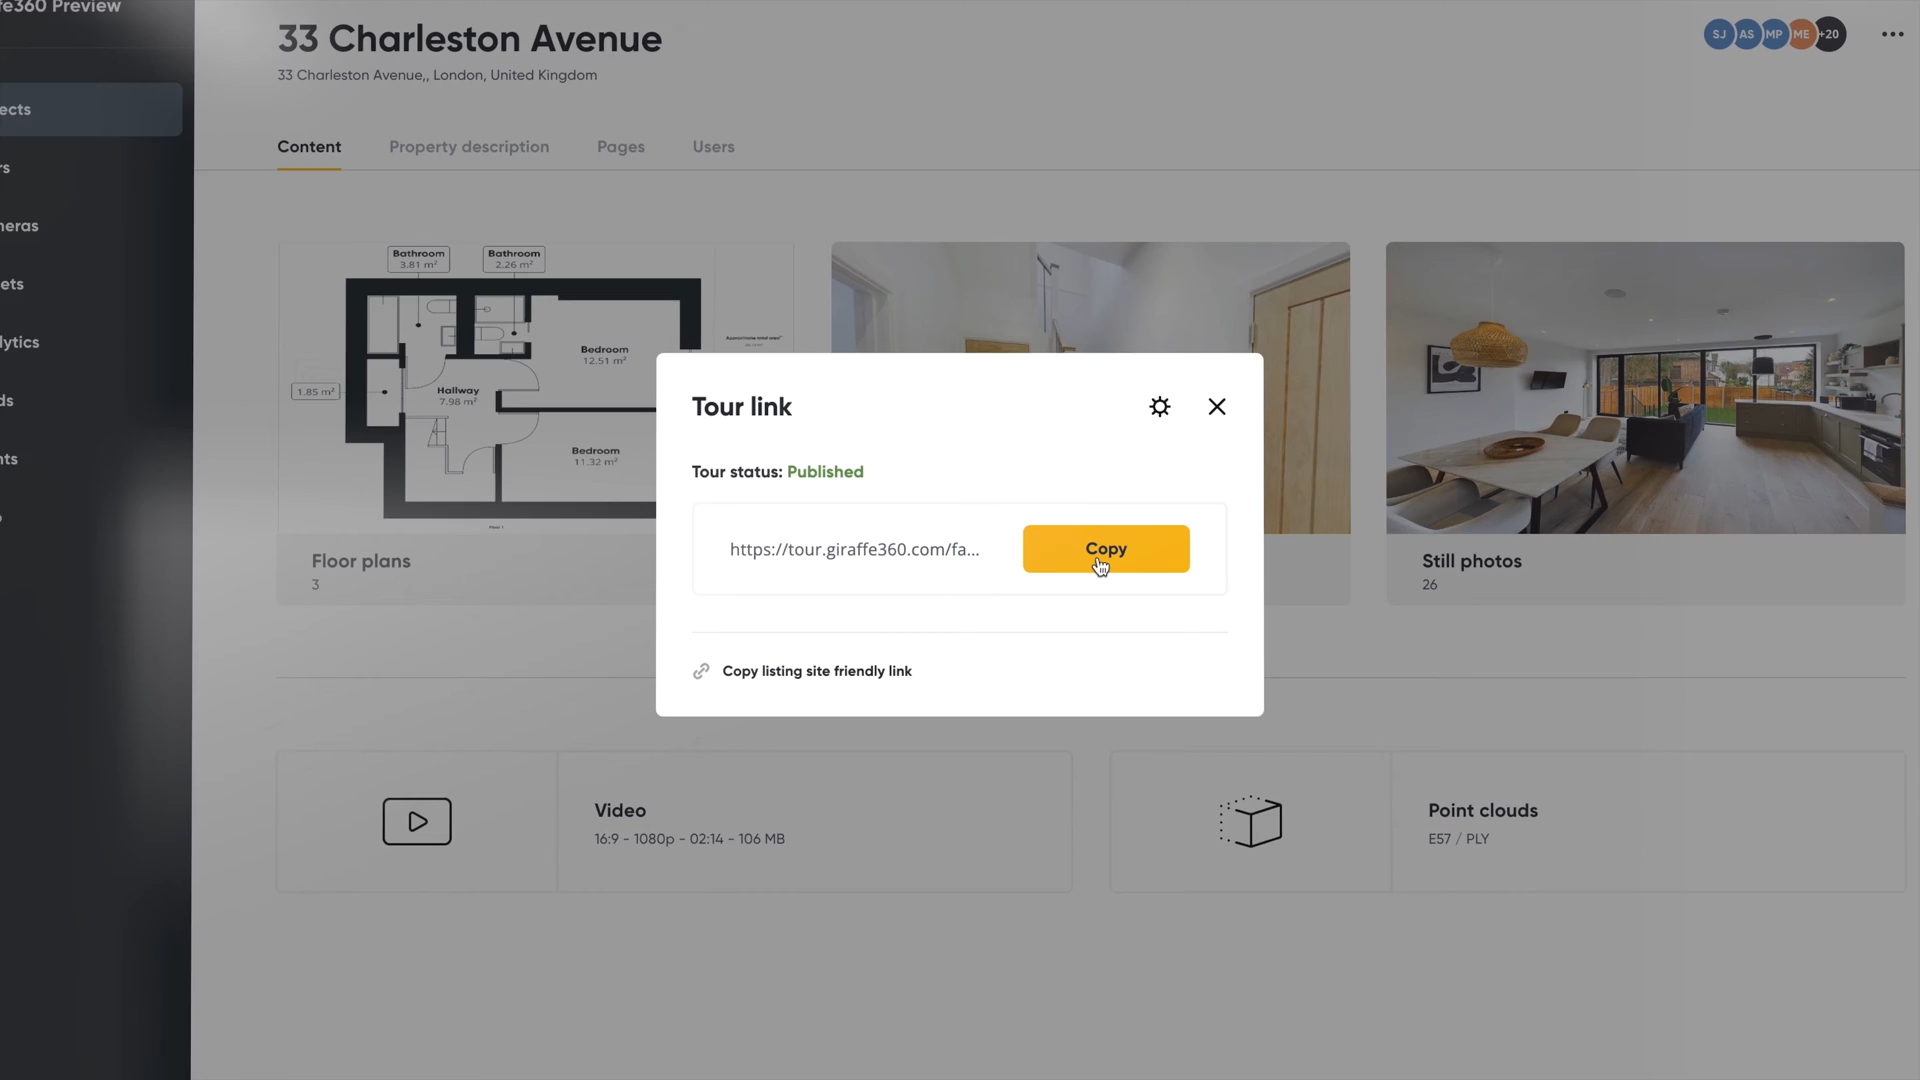 fe360 Preview
33 Charleston Avenue
33 Charleston Avenue,, London, United Kingdom
SJ AS MP ME +20
Content Property description Pages Users
ects
rs
neras
ets
lytics
ds
nts
Bathroom
3.81 m²
Bathroom
2.26 m²
Bedroom
12.51 m²
1.85 m²
Hallway
7.98 m²
Bedroom
11.32 m²
Floor plans
3
Tour link
Tour status: Published
https://tour.giraffe360.com/fa...
Copy
Copy listing site friendly link
Still photos
26
Video
16:9 - 1080p - 02:14 - 106 MB
Point clouds
E57 / PLY